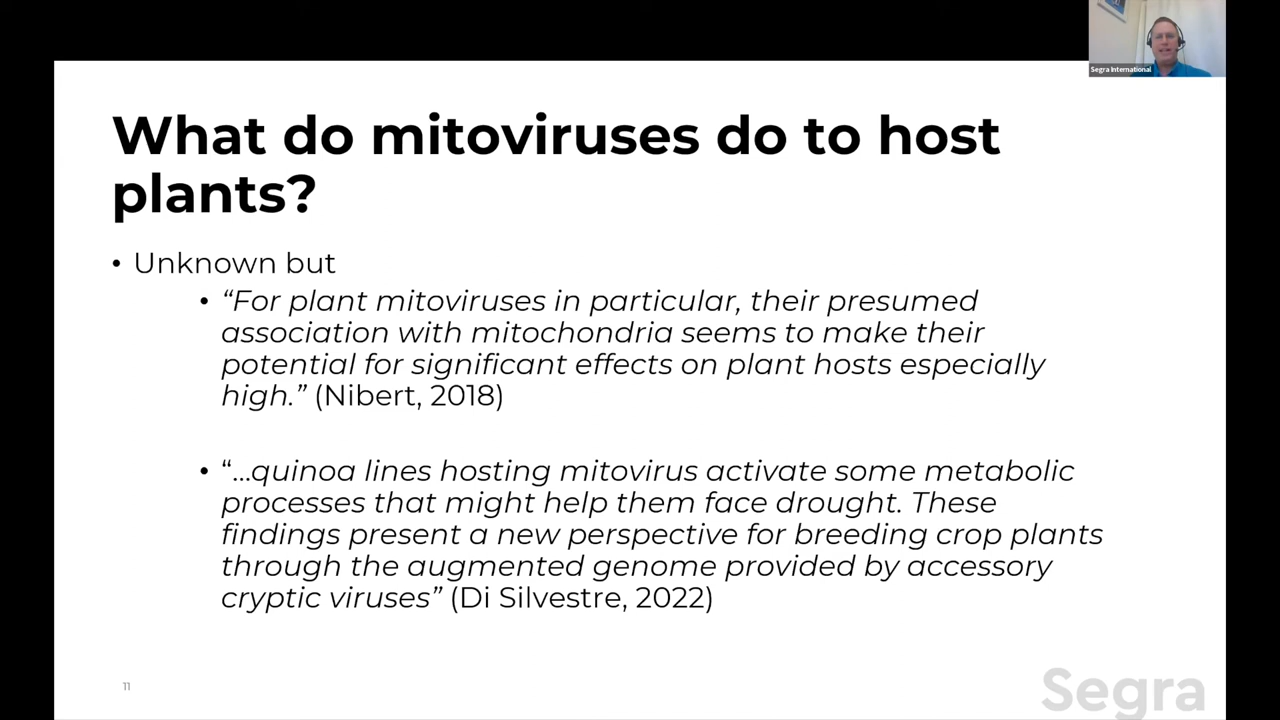 Segra International
What do mitoviruses do to host
plants?
• Unknown but
• “For plant mitoviruses in particular, their presumed
association with mitochondria seems to make their
potential for significant effects on plant hosts especially
high.” (Nibert, 2018)
• “…quinoa lines hosting mitovirus activate some metabolic
processes that might help them face drought. These
findings present a new perspective for breeding crop plants
through the augmented genome provided by accessory
cryptic viruses” (Di Silvestre, 2022)
11
Segra